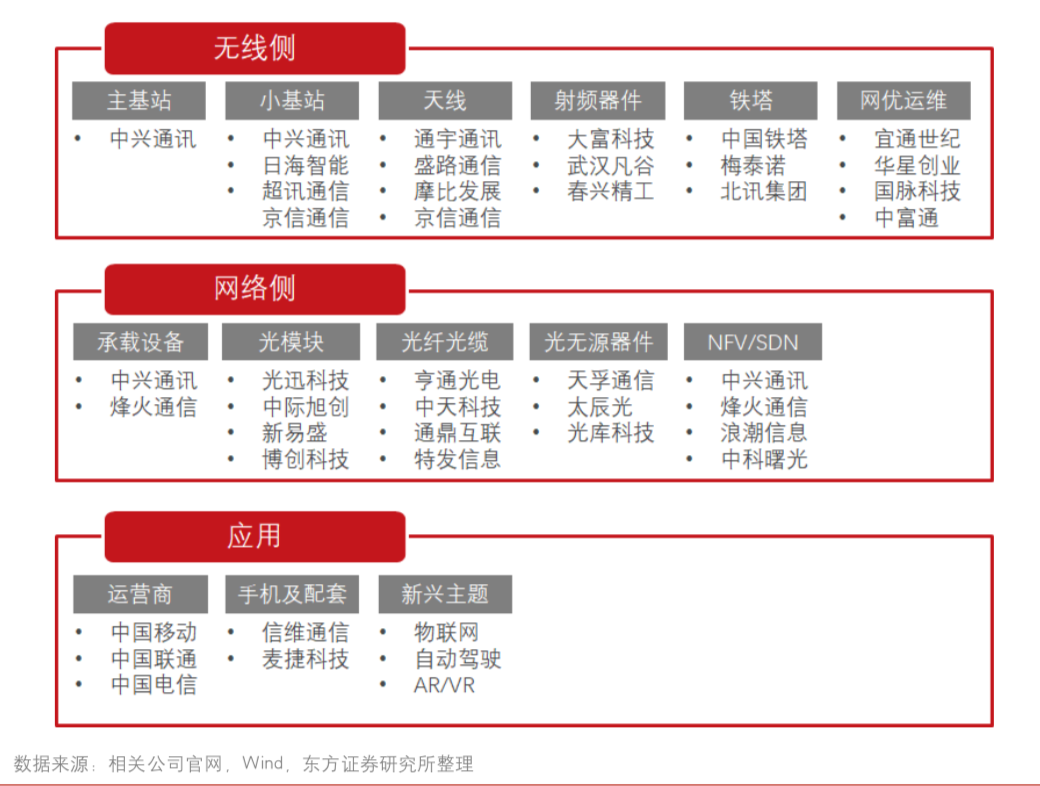 无线侧
主基站
• 中兴通讯
小基站
• 中兴通讯
• 日海智能
• 超讯通信
京信通信
天线
• 通宇通讯
• 盛路通信
• 摩比发展
• 京信通信
射频器件
• 大富科技
• 武汉凡谷
• 春兴精工
铁塔
• 中国铁塔
• 梅泰诺
• 北讯集团
网优运维
• 宜通世纪
• 华星创业
• 国脉科技
• 中富通
网络侧
承载设备
• 中兴通讯
• 烽火通信
光模块
• 光迅科技
• 中际旭创
• 新易盛
• 博创科技
光纤光缆
• 亨通光电
• 中天科技
• 通鼎互联
• 特发信息
光无源器件
• 天孚通信
• 太辰光
• 光库科技
NFV/SDN
• 中兴通讯
• 烽火通信
• 浪潮信息
• 中科曙光
应用
运营商
• 中国移动
• 中国联通
• 中国电信
手机及配套
• 信维通信
• 麦捷科技
新兴主题
• 物联网
• 自动驾驶
• AR/VR
数据来源：相关公司官网，Wind，东方证券研究所整理